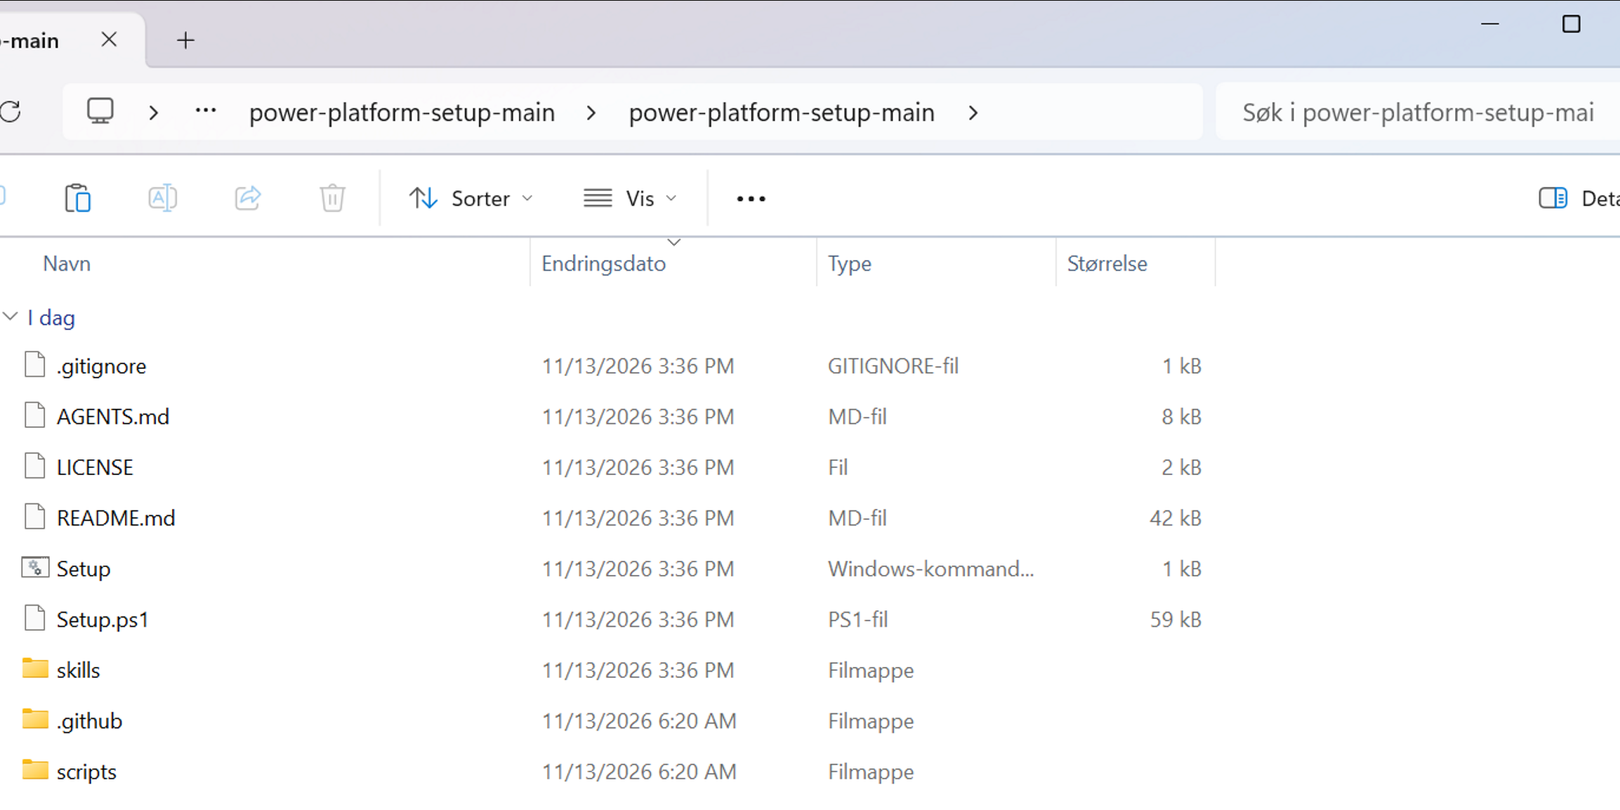 -main
power-platform-setup-main power-platform-setup-main Søk i power-platform-setup-mai
Sorter Vis
Navn Endringsdato Type Størrelse
I dag
.gitignore 11/13/2026 3:36 PM GITIGNORE-fil 1 kB
AGENTS.md 11/13/2026 3:36 PM MD-fil 8 kB
LICENSE 11/13/2026 3:36 PM Fil 2 kB
README.md 11/13/2026 3:36 PM MD-fil 42 kB
Setup 11/13/2026 3:36 PM Windows-kommand... 1 kB
Setup.ps1 11/13/2026 3:36 PM PS1-fil 59 kB
skills 11/13/2026 3:36 PM Filmappe
.github 11/13/2026 6:20 AM Filmappe
scripts 11/13/2026 6:20 AM Filmappe